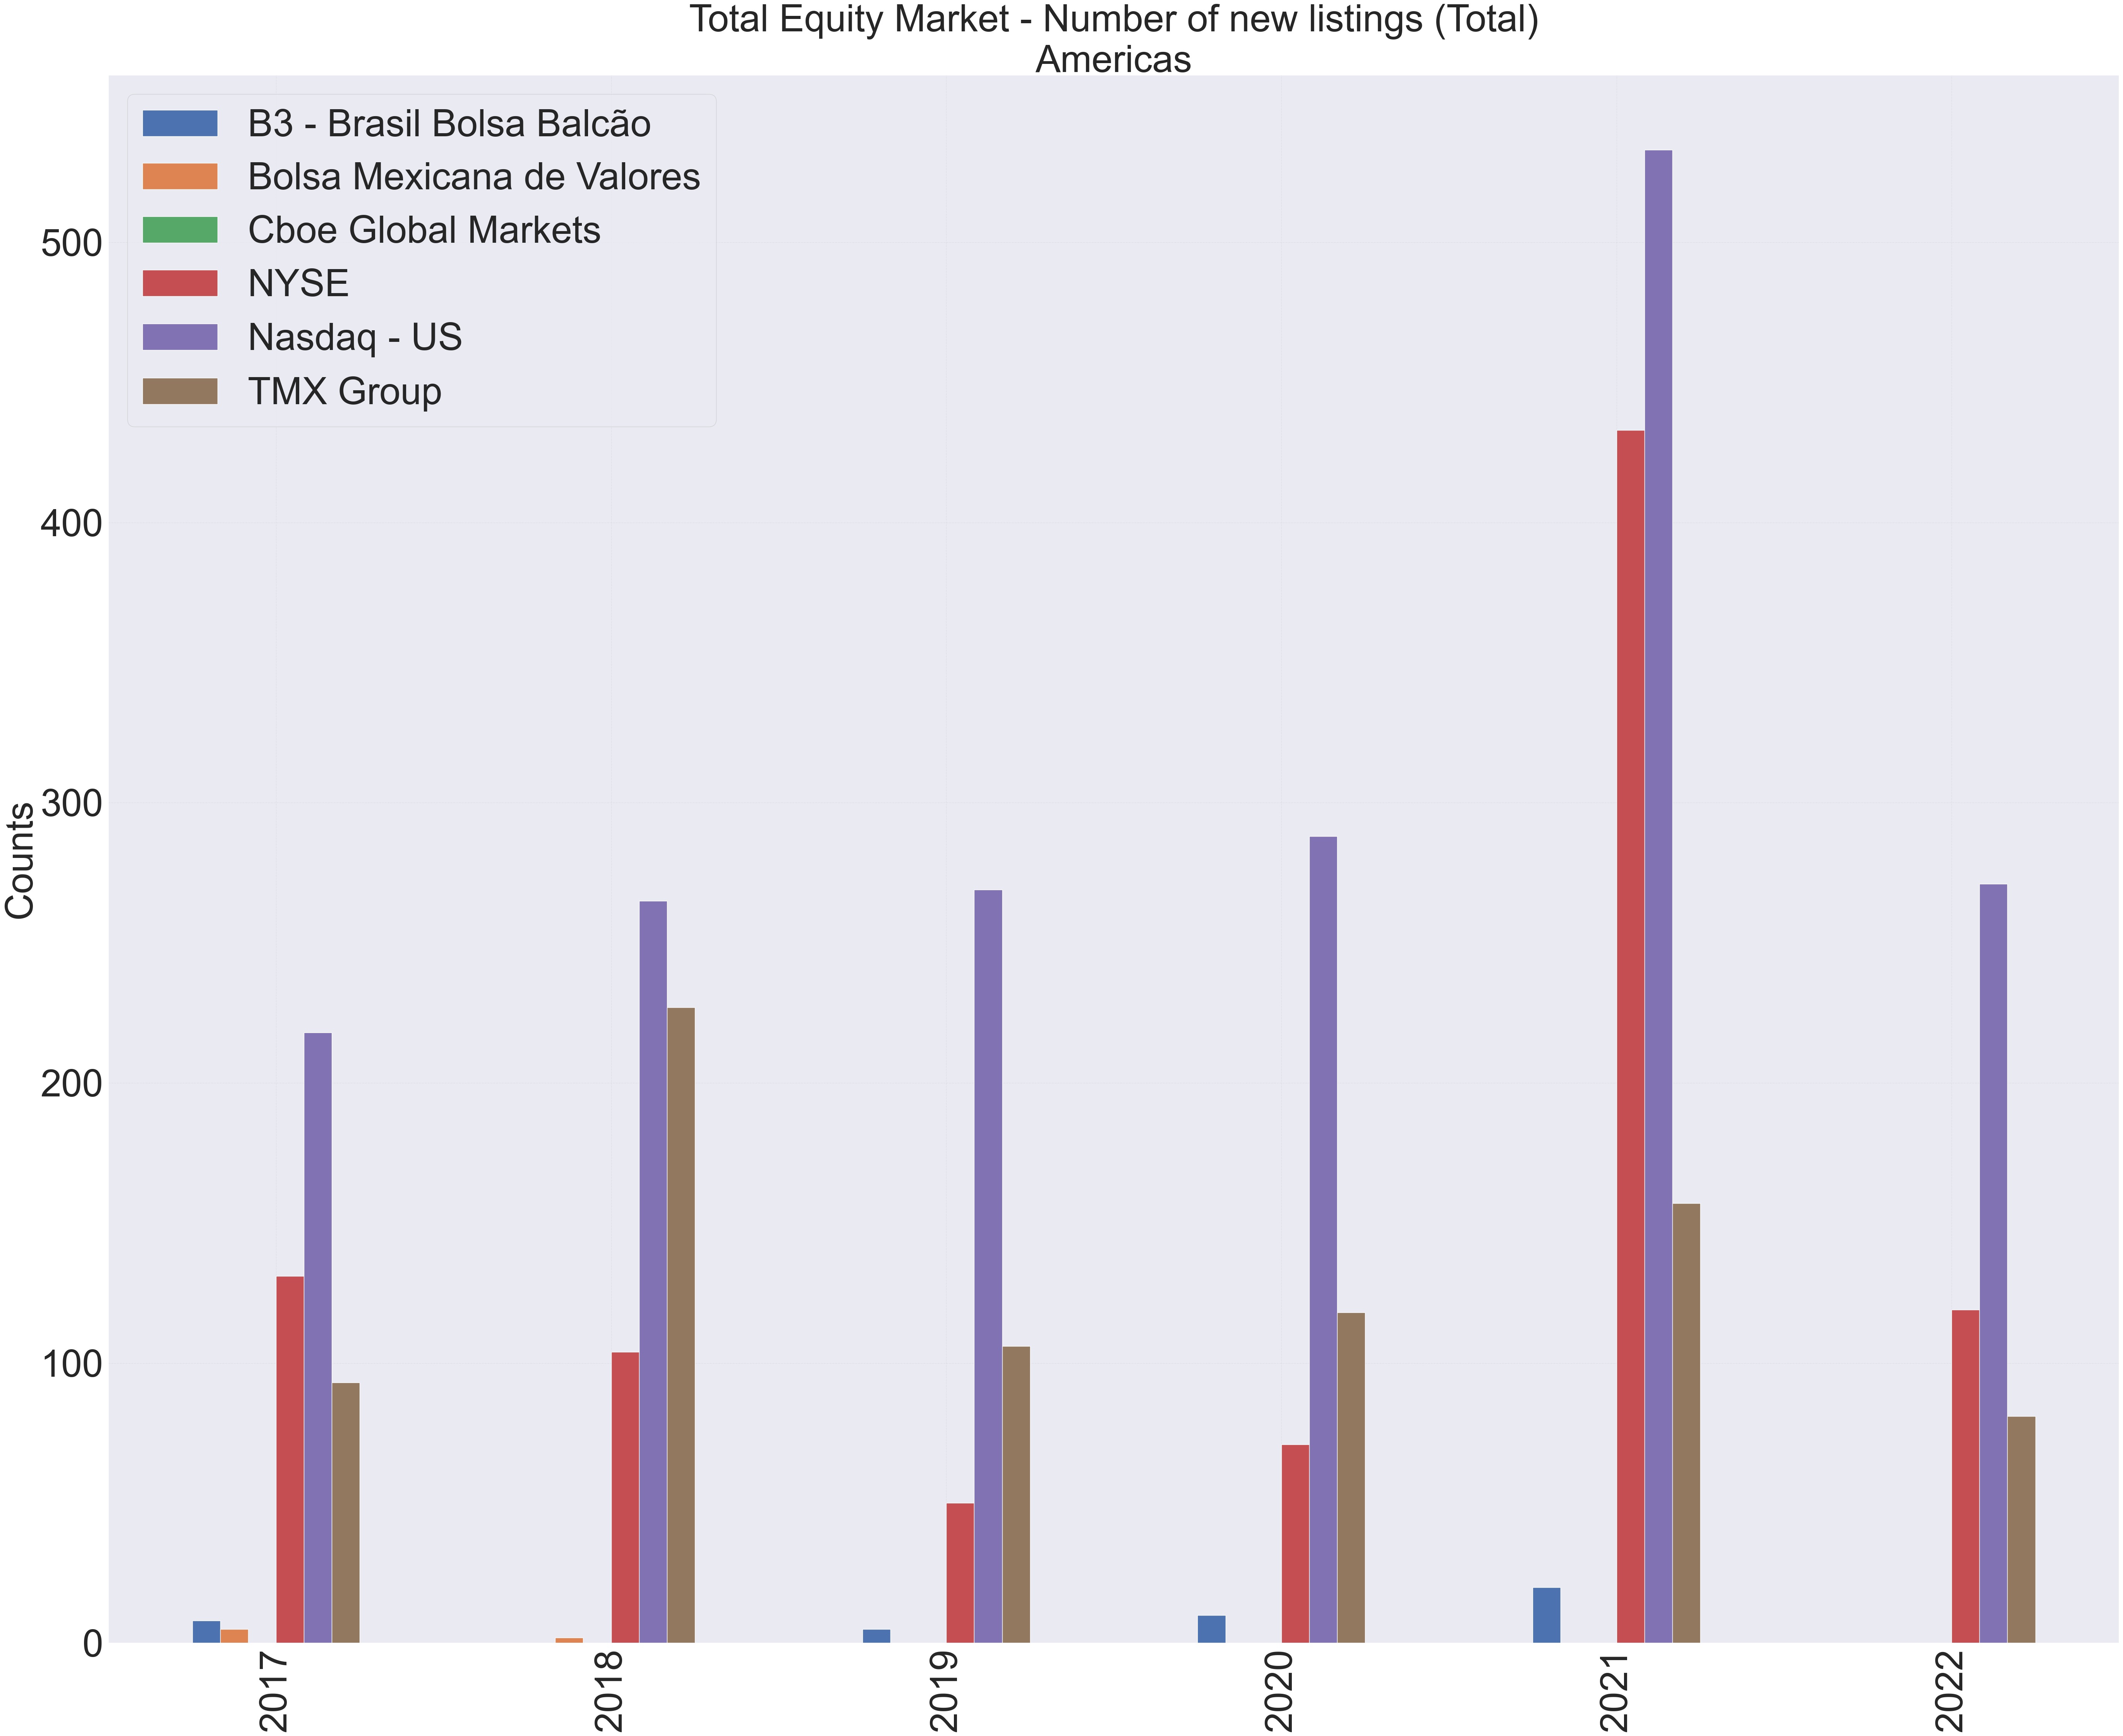 Total Equity Market - Number of new listings (Total)
Americas
B3 - Brasil Bolsa Balcão
Bolsa Mexicana de Valores
Cboe Global Markets
NYSE
Nasdaq - US
TMX Group
Counts
500
400
300
200
100
0
2017
2018
2019
2020
2021
2022